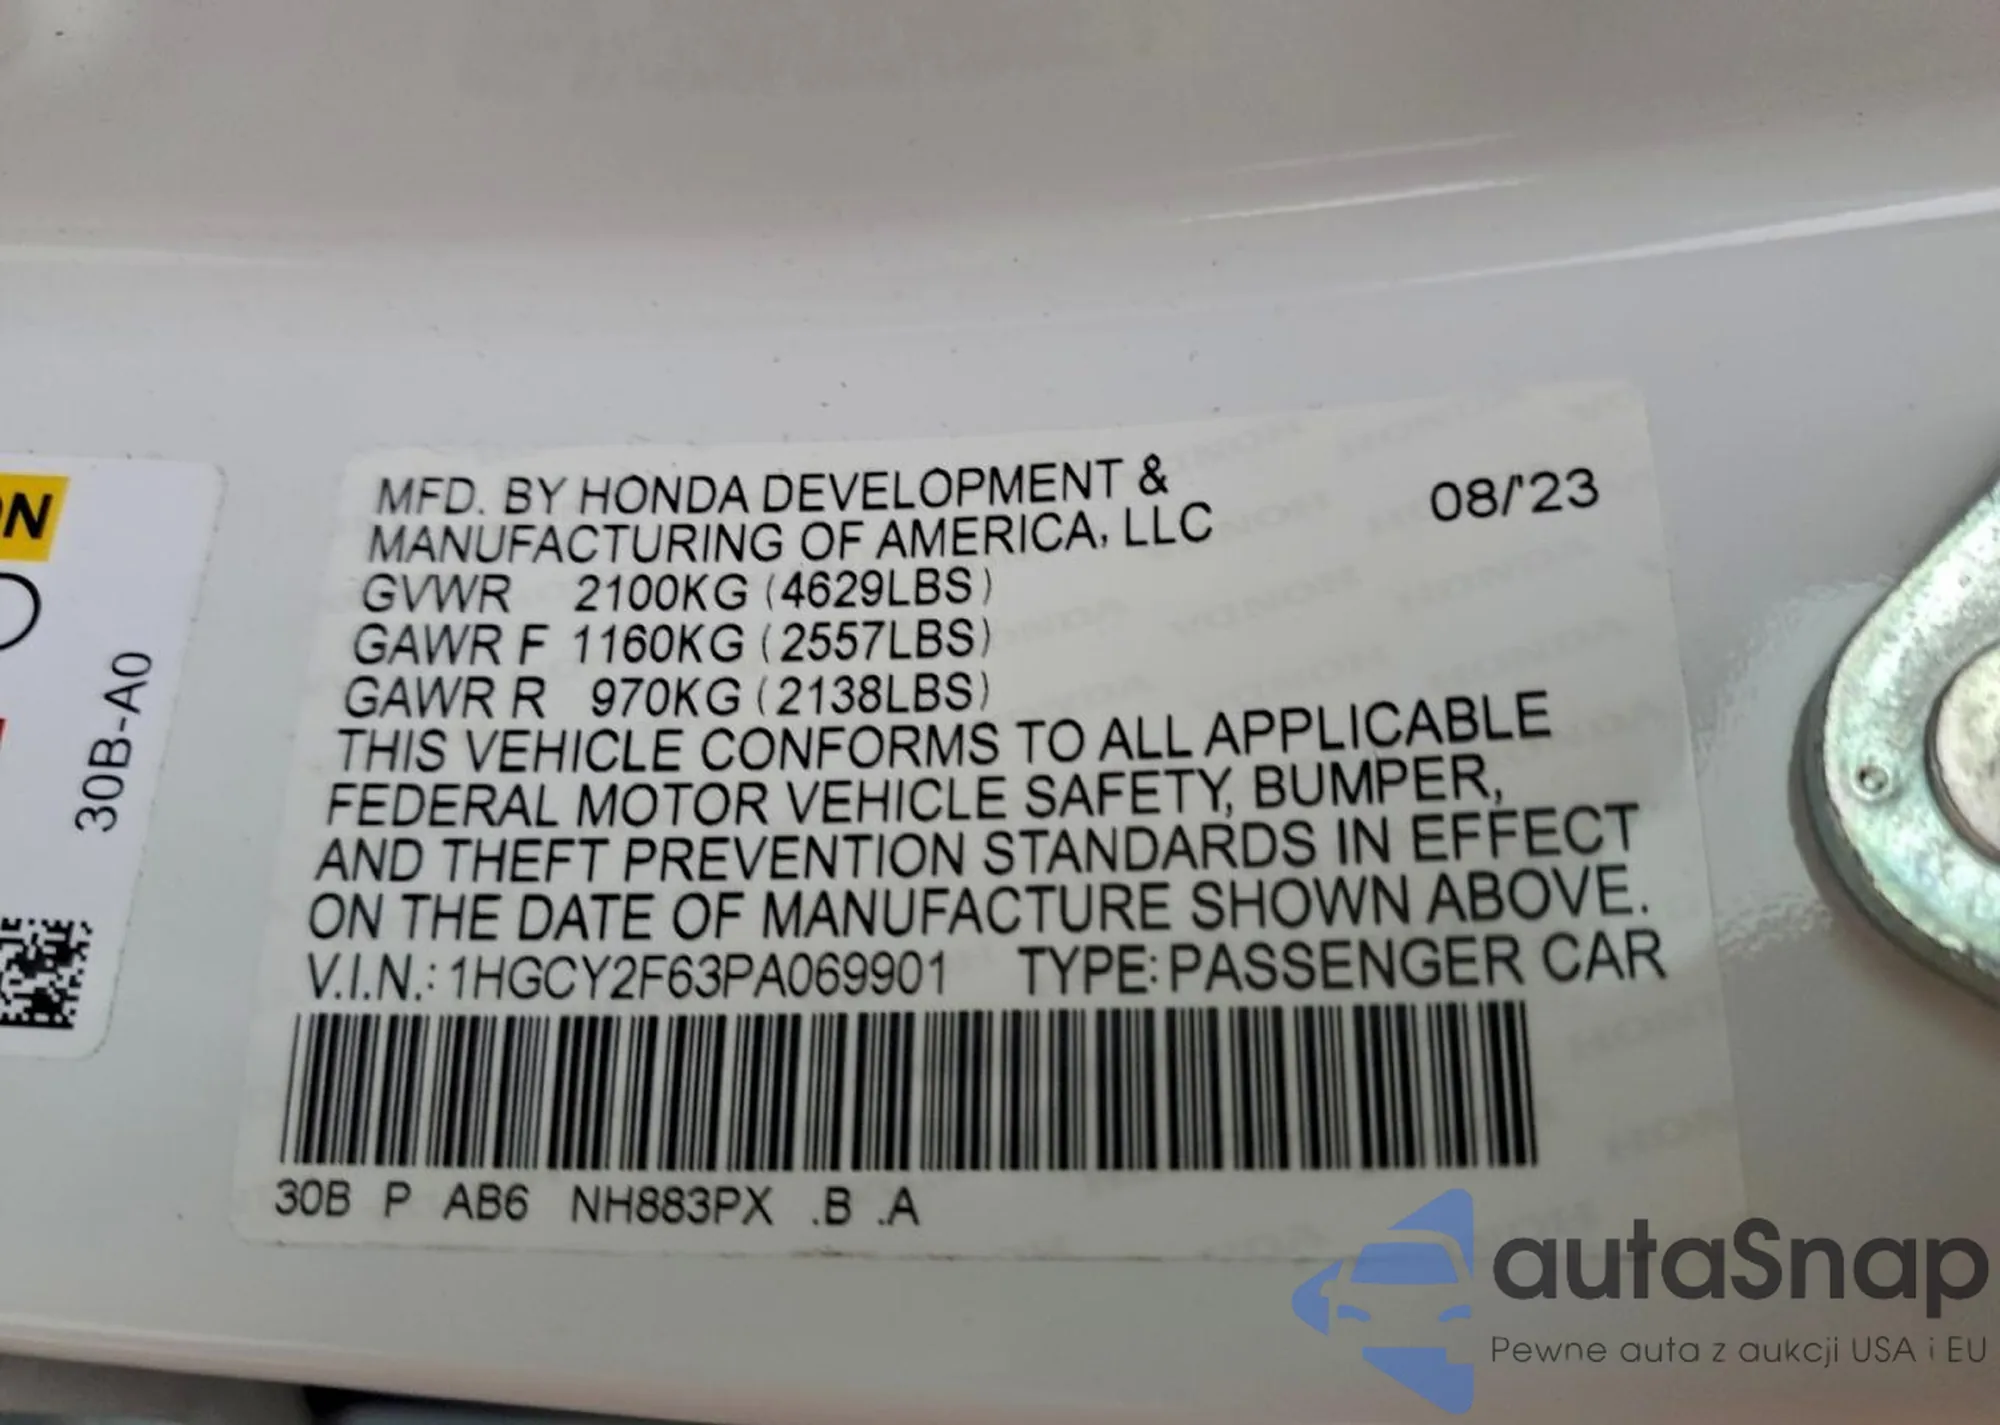 MFD. BY HONDA DEVELOPMENT &
MANUFACTURING OF AMERICA, LLC
08/'23
GVWR 2100KG (4629LBS)
GAWR F 1160KG (2557LBS)
GAWR R 970KG (2138LBS)
THIS VEHICLE CONFORMS TO ALL APPLICABLE
FEDERAL MOTOR VEHICLE SAFETY, BUMPER,
AND THEFT PREVENTION STANDARDS IN EFFECT
ON THE DATE OF MANUFACTURE SHOWN ABOVE.
V.I.N.: 1HGCY2F63PA069901 TYPE: PASSENGER CAR
30B P AB6 NH883PX .B .A
30B-A0
autaSnap
Pewne auta z aukcji USA i EU